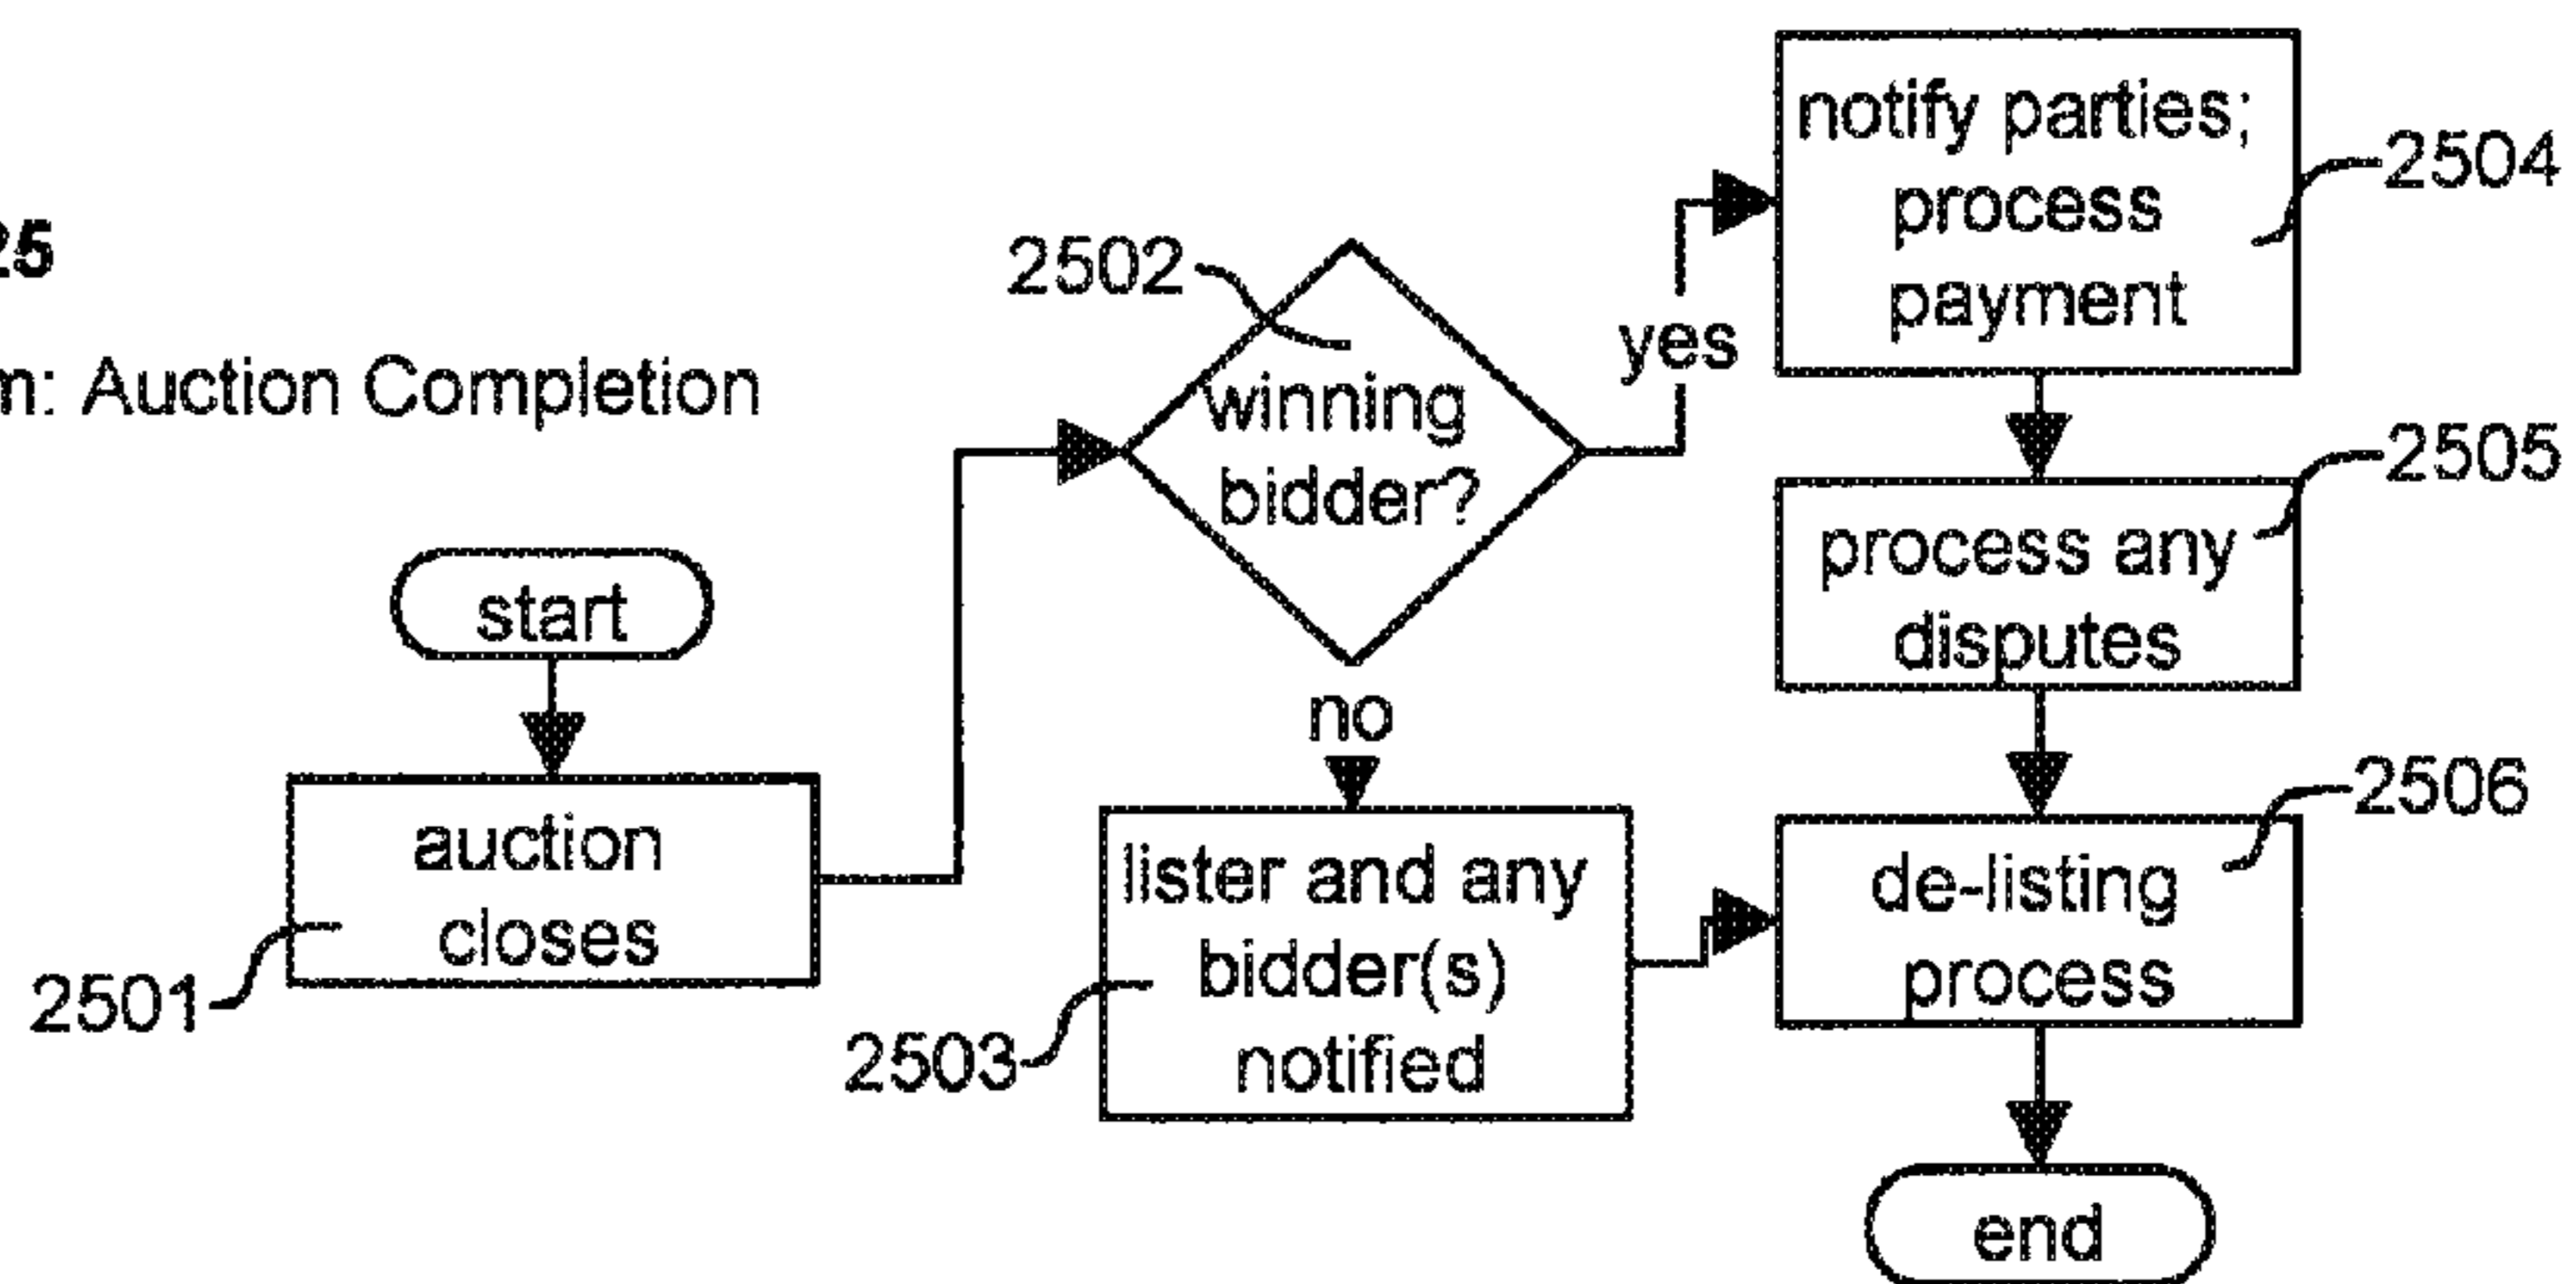 25
m: Auction Completion
start
auction
closes
2501
2502
winning
bidder?
yes
no
lister and any
bidder(s)
notified
2503
notify parties;
process
payment
2504
process any
disputes
2505
de-listing
process
2506
end